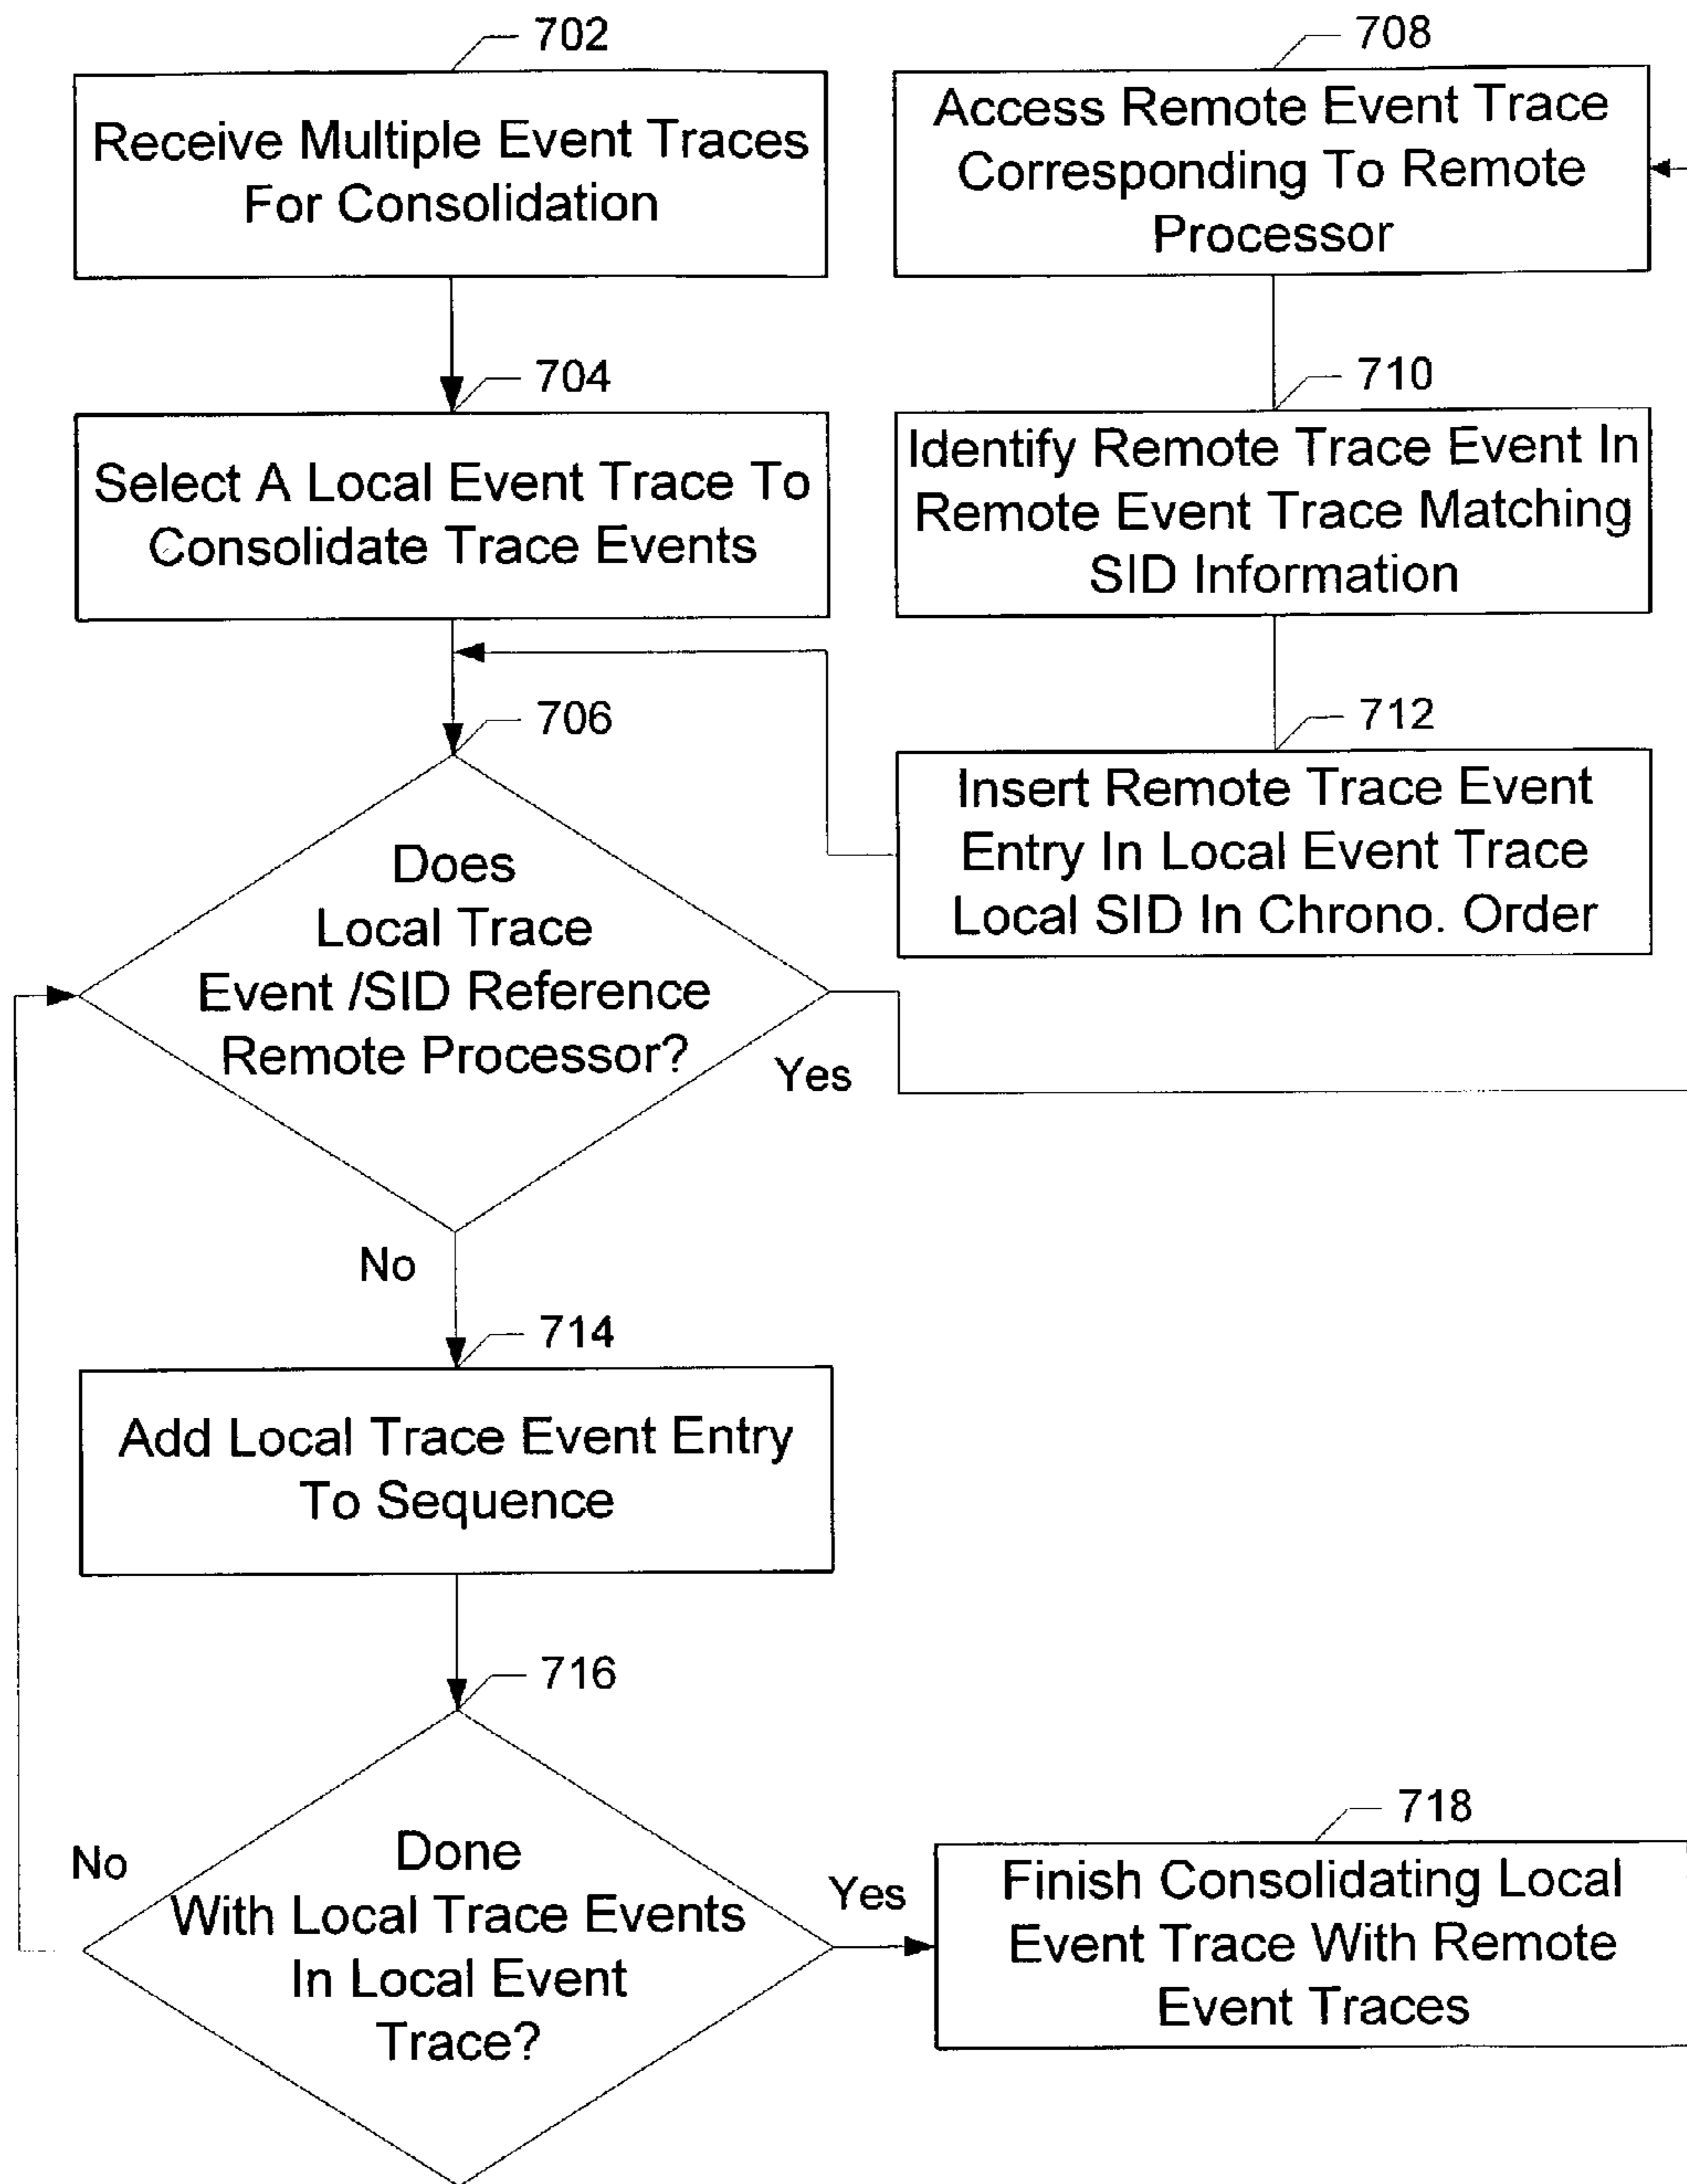 702
Receive Multiple Event Traces
For Consolidation
704
Select A Local Event Trace To
Consolidate Trace Events
706
Does
Local Trace
Event /SID Reference
Remote Processor?
Yes
No
708
Access Remote Event Trace
Corresponding To Remote
Processor
710
Identify Remote Trace Event In
Remote Event Trace Matching
SID Information
712
Insert Remote Trace Event
Entry In Local Event Trace
Local SID In Chrono. Order
714
Add Local Trace Event Entry
To Sequence
716
Done
With Local Trace Events
In Local Event
Trace?
No
Yes
718
Finish Consolidating Local
Event Trace With Remote
Event Traces